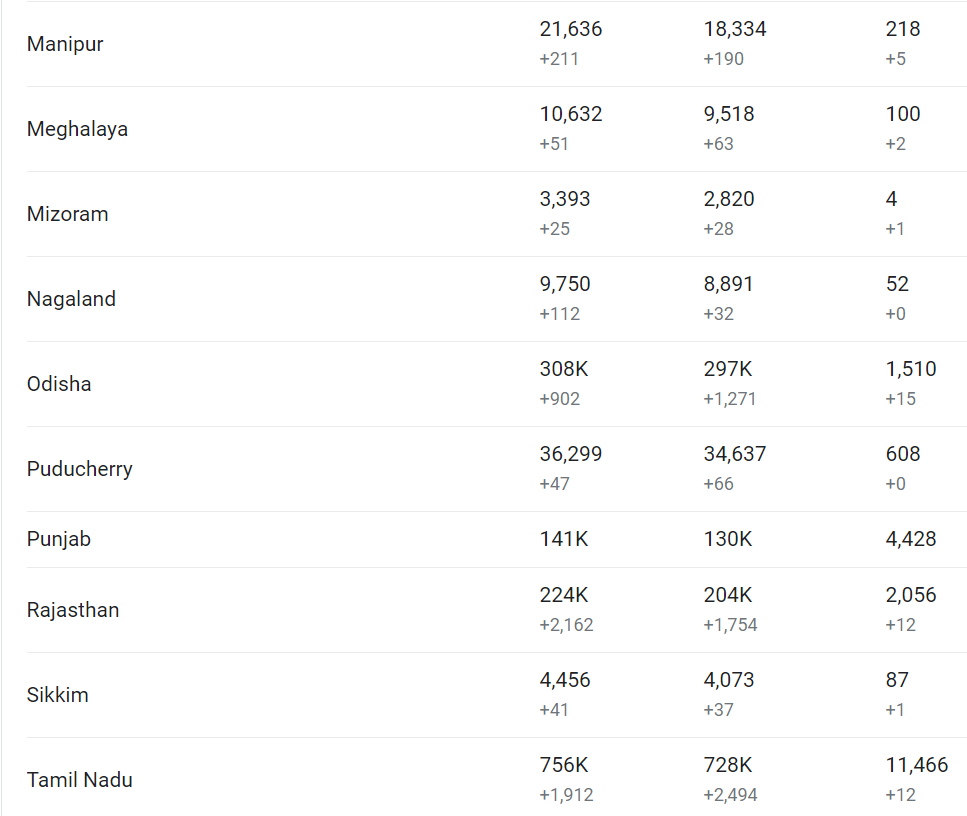 Manipur 21,636 18,334 218
+211 +190 +5
Meghalaya 10,632 9,518 100
+51 +63 +2
Mizoram 3,393 2,820 4
+25 +28 +1
Nagaland 9,750 8,891 52
+112 +32 +0
Odisha 308K 297K 1,510
+902 +1,271 +15
Puducherry 36,299 34,637 608
+47 +66 +0
Punjab 141K 130K 4,428
Rajasthan 224K 204K 2,056
+2,162 +1,754 +12
Sikkim 4,456 4,073 87
+41 +37 +1
Tamil Nadu 756K 728K 11,466
+1,912 +2,494 +12